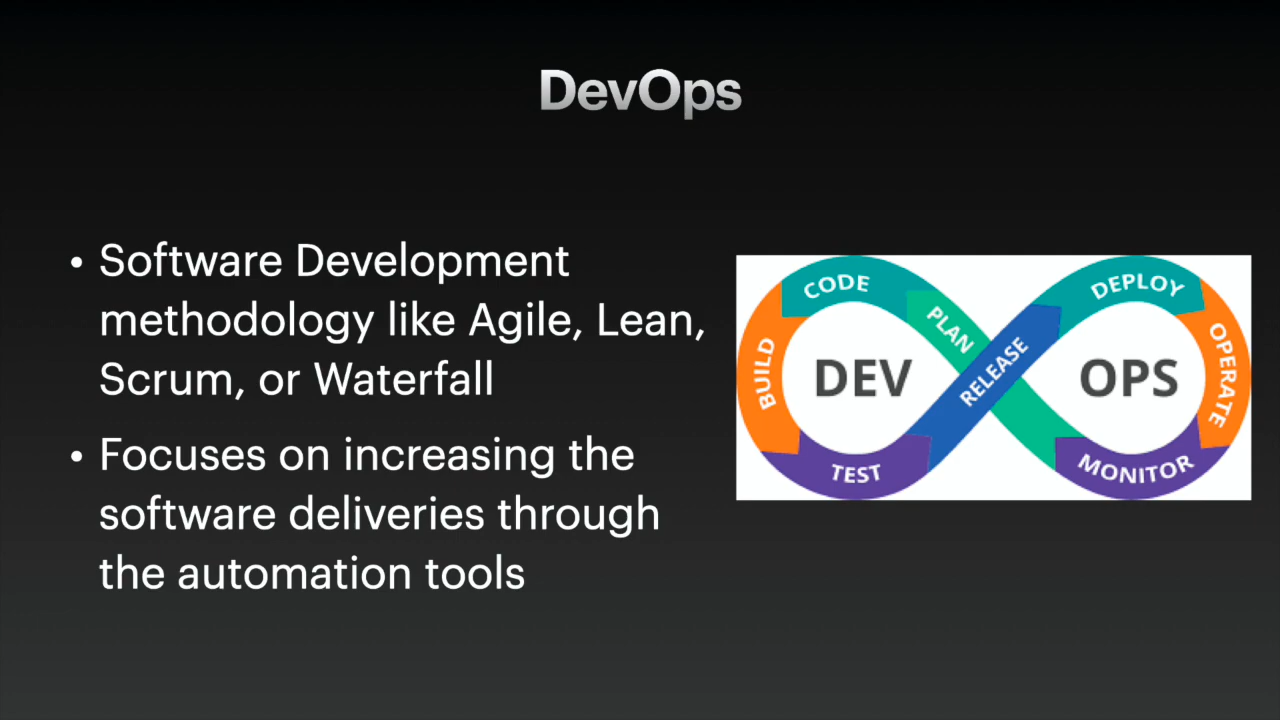 DevOps
• Software Development
methodology like Agile, Lean,
Scrum, or Waterfall
• Focuses on increasing the
software deliveries through
the automation tools
CODE
PLAN
BUILD
DEV
TEST
RELEASE
DEPLOY
OPS
OPERATE
MONITOR